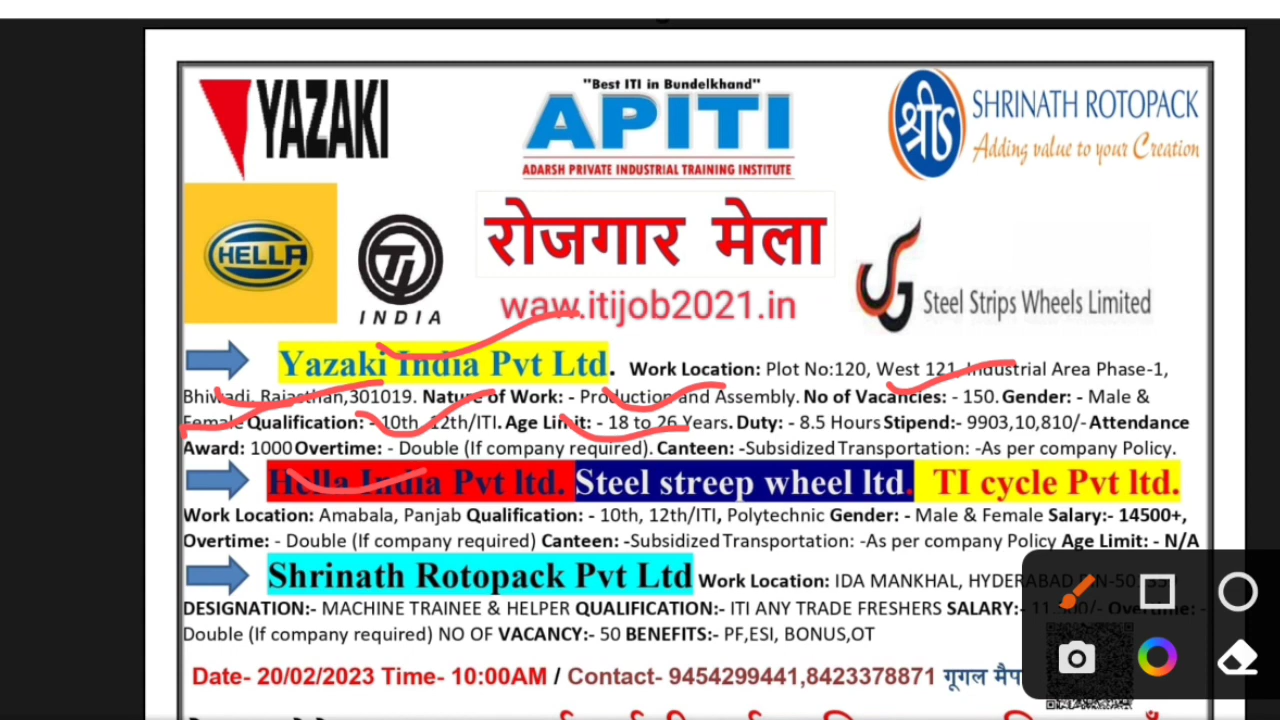 YAZAKI
"Best ITI in Bundelkhand"
APITI
ADARSH PRIVATE INDUSTRIAL TRAINING INSTITUTE
श्री S SHRINATH ROTOPACK
Adding value to your Creation
HELLA
TI
INDIA
रोजगार मेला
waw.itijob2021.in
Steel Strips Wheels Limited
Yazaki India Pvt Ltd. Work Location: Plot No:120, West 121, Industrial Area Phase-1,
Bhiwadi, Rajasthan,301019. Nature of Work: - Production and Assembly. No of Vacancies: - 150. Gender: - Male &
Female Qualification: - 10th, 12th/ITI. Age Limit: - 18 to 26 Years. Duty: - 8.5 Hours Stipend:- 9903,10,810/- Attendance
Award: 1000 Overtime: - Double (If company required). Canteen: -Subsidized Transportation: -As per company Policy.
Hella India Pvt ltd. Steel streep wheel ltd. TI cycle Pvt ltd.
Work Location: Amabala, Panjab Qualification: - 10th, 12th/ITI, Polytechnic Gender: - Male & Female Salary:- 14500+,
Overtime: - Double (If company required) Canteen: -Subsidized Transportation: -As per company Policy Age Limit: - N/A
Shrinath Rotopack Pvt Ltd Work Location: IDA MANKHAL, HYDERABAD
DESIGNATION:- MACHINE TRAINEE & HELPER QUALIFICATION:- ITI ANY TRADE FRESHERS SALARY:- 11,500/- Overtime: -
Double (If company required) NO OF VACANCY:- 50 BENEFITS:- PF,ESI, BONUS,OT
Date- 20/02/2023 Time- 10:00AM / Contact- 9454299441,8423378871 गूगल मैप